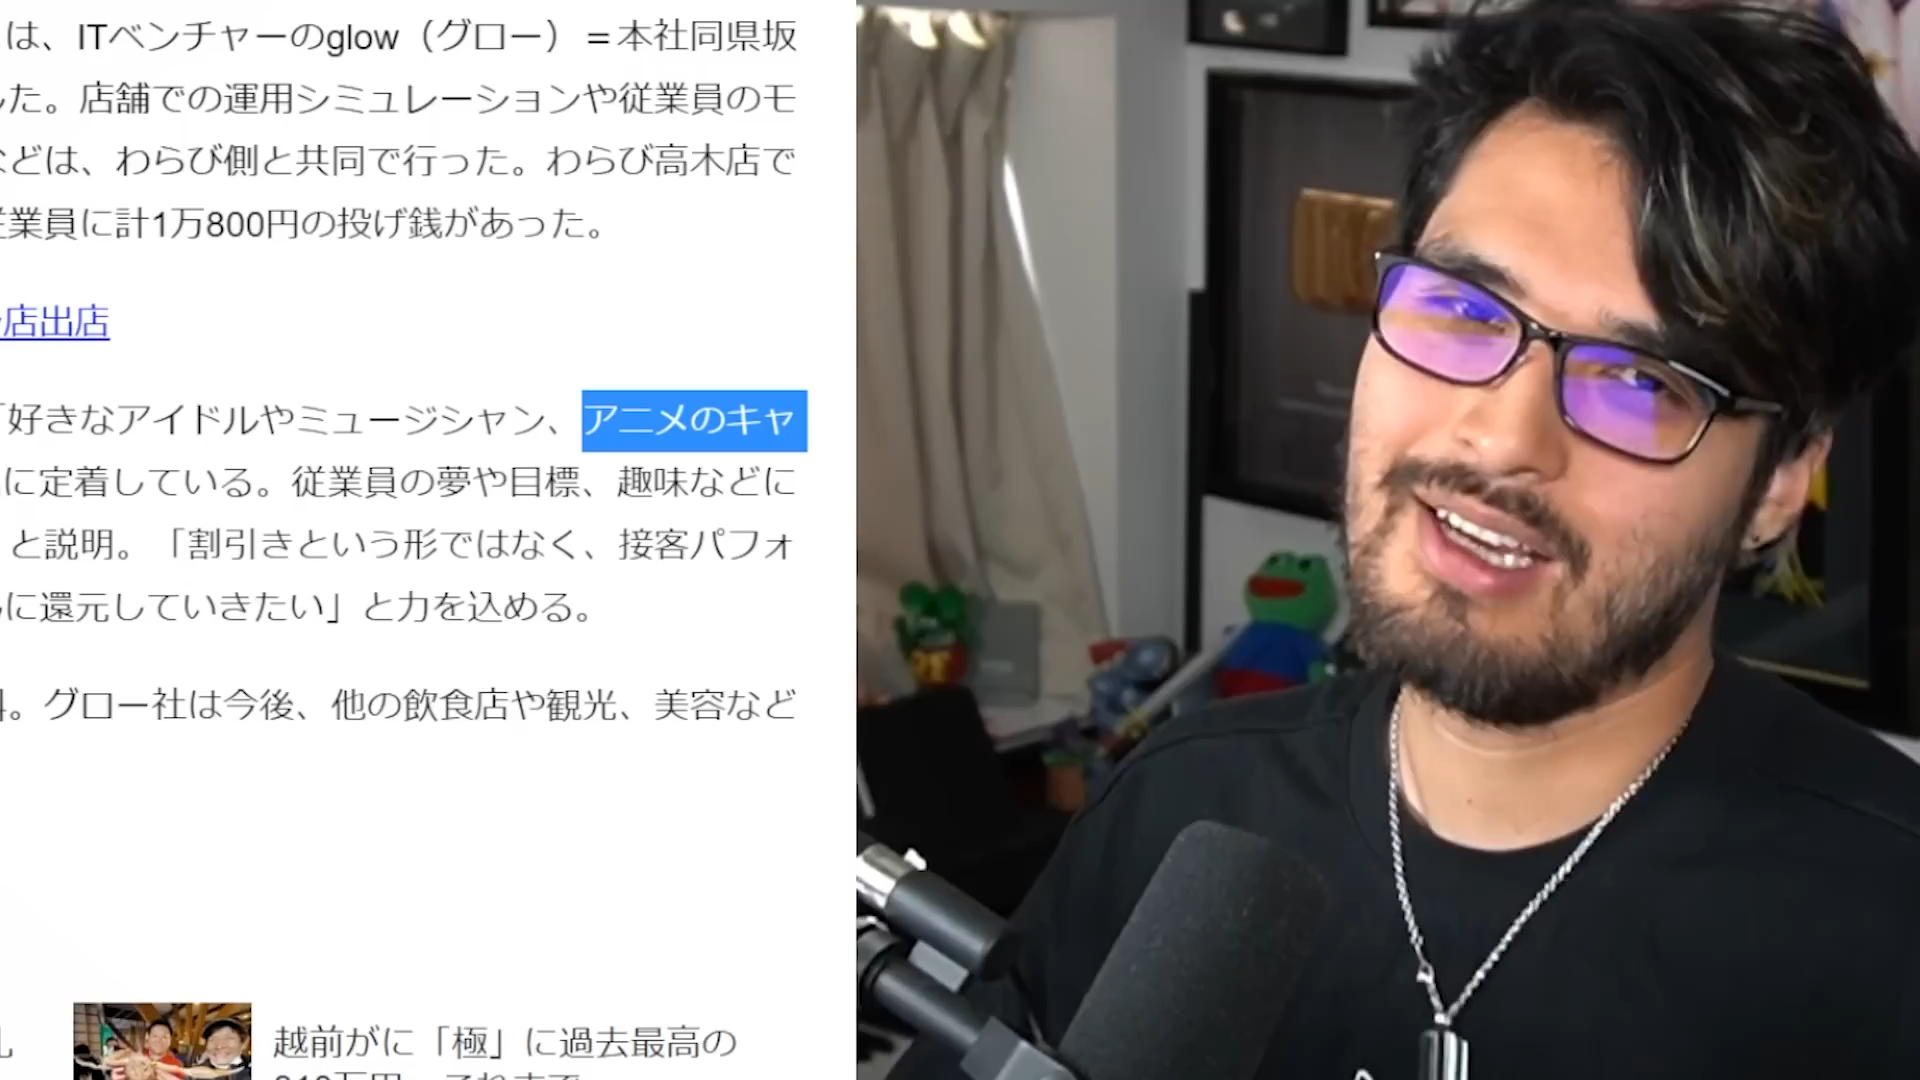 は、ITベンチャーのglow（グロー）＝本社同県坂
した。店舗での運用シミュレーションや従業員のモ
などは、わらび側と共同で行った。わらび高木店で
従業員に計1万800円の投げ銭があった。
店出店
「好きなアイドルやミュージシャン、アニメのキャ
に定着している。従業員の夢や目標、趣味などに
」と説明。「割引きという形ではなく、接客パフォ
に還元していきたい」と力を込める。
料。グロー社は今後、他の飲食店や観光、美容など
越前がに「極」に過去最高の